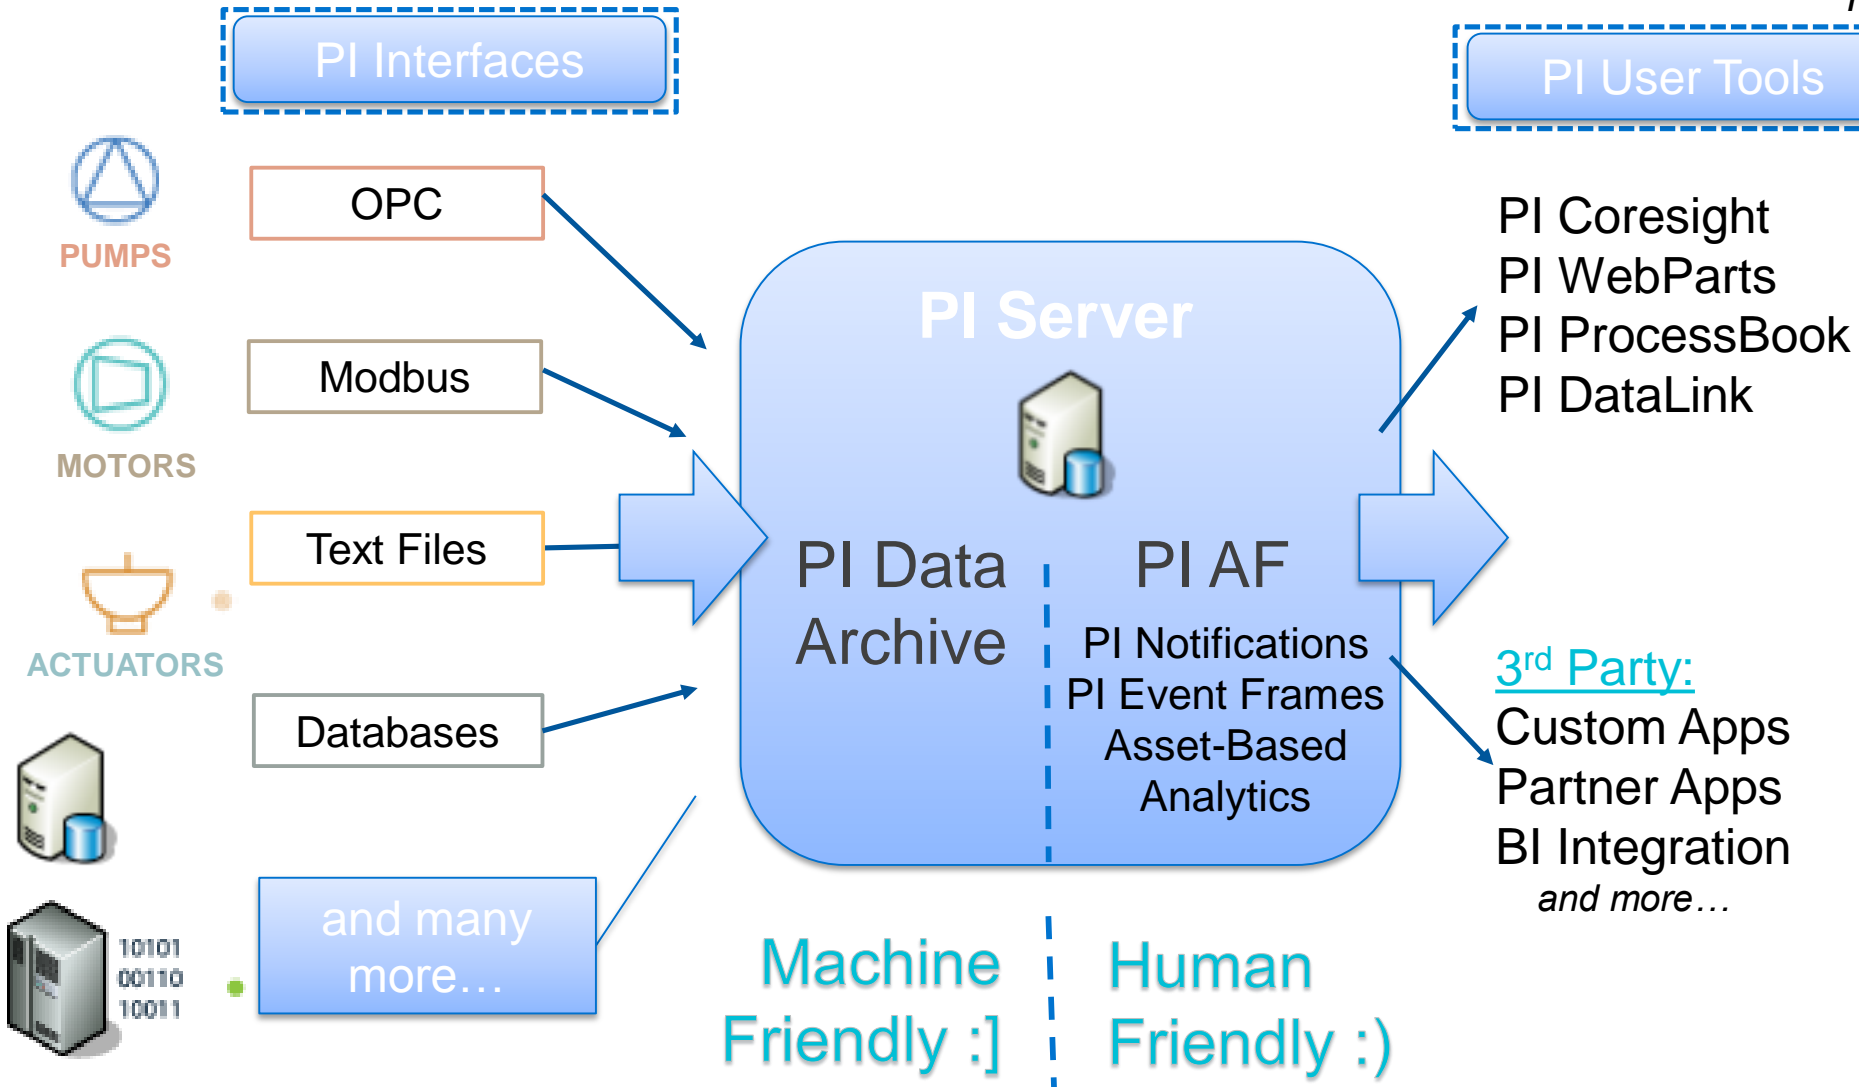 PI Interfaces
PI User Tools
PUMPS
OPC
MOTORS
Modbus
ACTUATORS
Text Files
Databases
10101
00110
10011
and many
more…
PI Server
PI Data
Archive
PI AF
PI Notifications
PI Event Frames
Asset-Based
Analytics
Machine
Friendly :]
Human
Friendly :)
PI Coresight
PI WebParts
PI ProcessBook
PI DataLink
3rd Party:
Custom Apps
Partner Apps
BI Integration
and more…